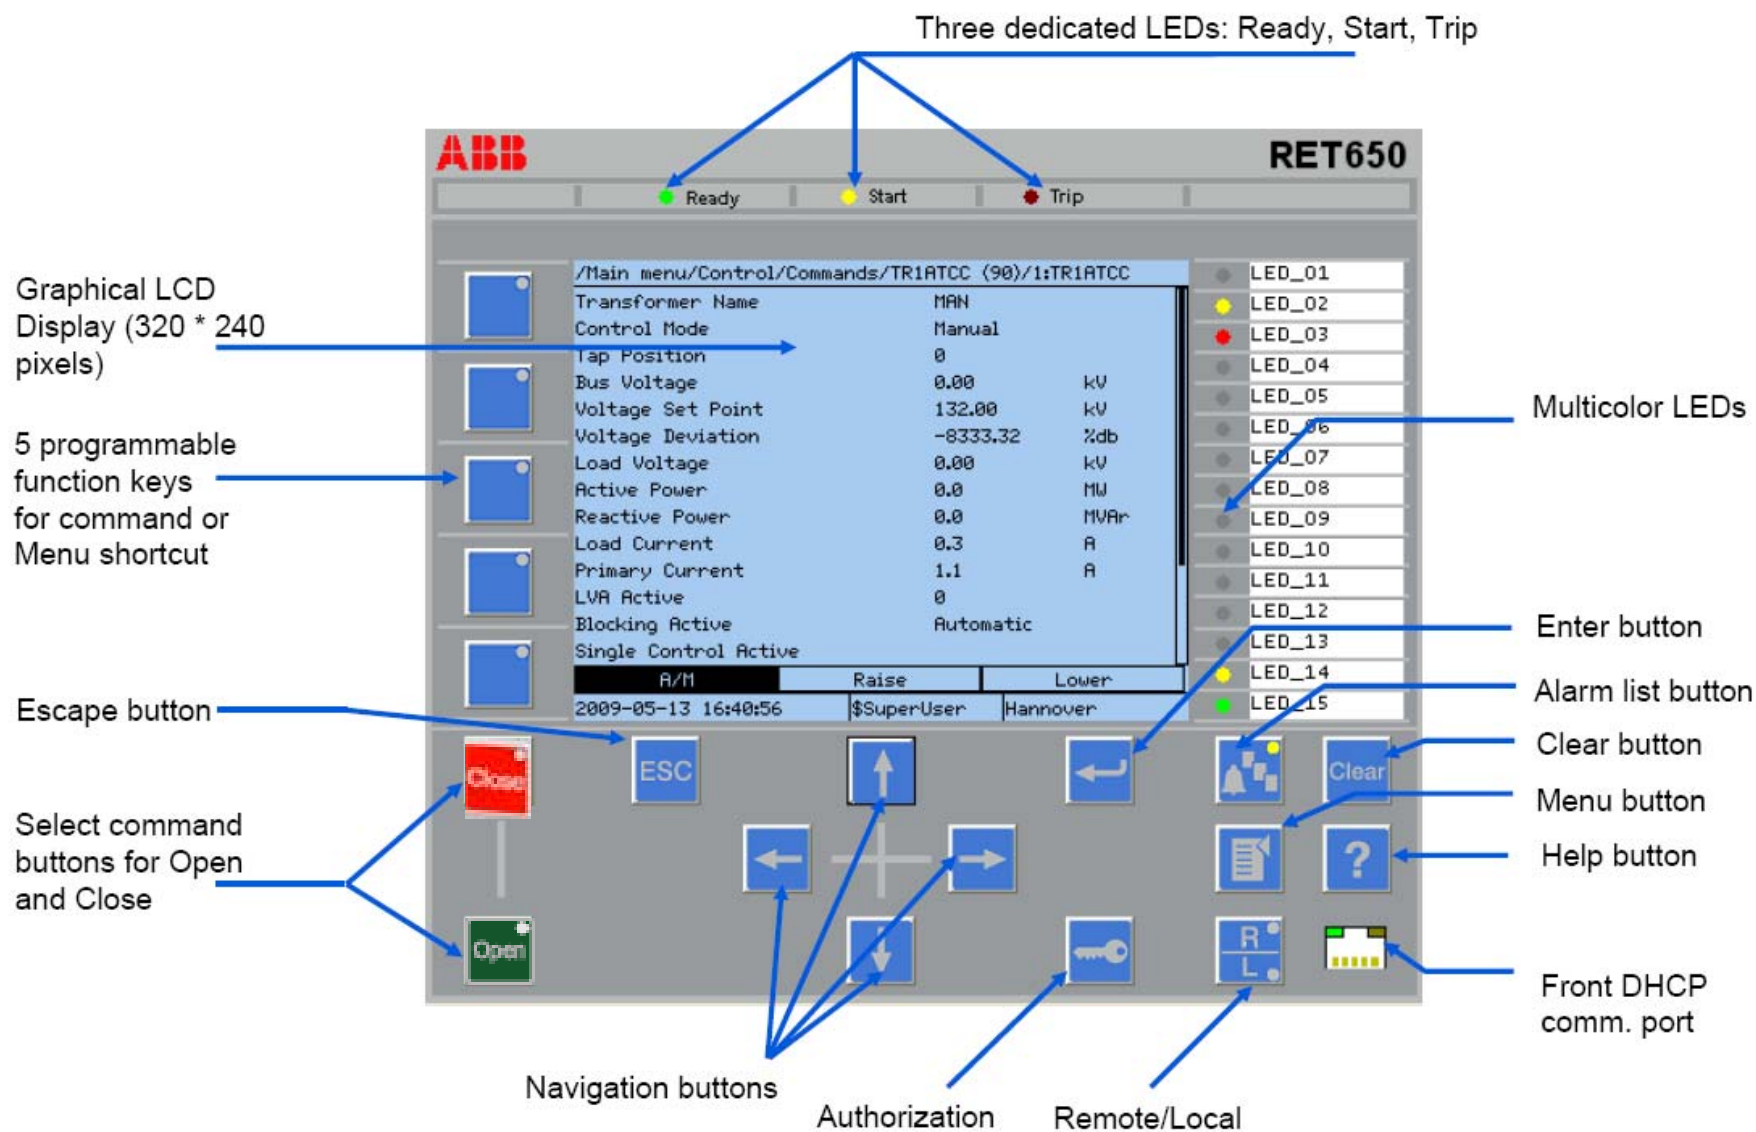 Three dedicated LEDs: Ready, Start, Trip
ABB
RET650
Ready
Start
Trip
Graphical LCD
Display (320 * 240
pixels)
5 programmable
function keys
for command or
Menu shortcut
Escape button
Select command
buttons for Open
and Close
/Main menu/Control/Commands/TR1ATCC (90)/1:TR1ATCC
Transformer Name MAN
Control Mode Manual
Tap Position 0
Bus Voltage 0.00 kV
Voltage Set Point 132.00 kV
Voltage Deviation -8333.32 %db
Load Voltage 0.00 kV
Active Power 0.0 MW
Reactive Power 0.0 MVAr
Load Current 0.3 A
Primary Current 1.1 A
LVA Active 0
Blocking Active Automatic
Single Control Active
A/M Raise Lower
2009-05-13 16:40:56 $SuperUser Hannover
LED_01
LED_02
LED_03
LED_04
LED_05
LED_06
LED_07
LED_08
LED_09
LED_10
LED_11
LED_12
LED_13
LED_14
LED_15
Multicolor LEDs
Enter button
Alarm list button
Clear button
Menu button
Help button
Front DHCP
comm. port
Close
ESC
Clear
?
Open
R
L
Navigation buttons
Authorization
Remote/Local